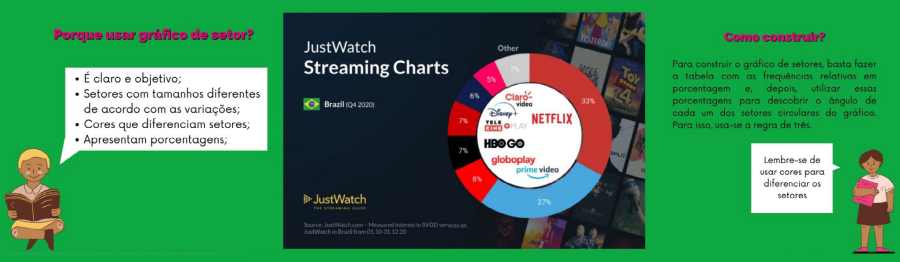 Porque usar gráfico de setor?
• É claro e objetivo;
• Setores com tamanhos diferentes
de acordo com as variações;
• Cores que diferenciam setores;
• Apresentam porcentagens;
JustWatch
Streaming Charts
Brazil (Q4 2020)
JustWatch
THE STREAMING GUIDE
Source: JustWatch.com - Measured interest in SVOD services on
JustWatch in Brazil from 01.10-31.12.20
Other
7%
5%
6%
7%
7%
8%
27%
33%
Claro-
video
Disney+
TELE
CINE PLAY
NETFLIX
HBO GO
globoplay
prime video
YESTERDAY
TOY
STORY
Como construir?
Para construir o gráfico de setores, basta fazer
a tabela com as frequências relativas em
porcentagem e, depois, utilizar essas
porcentagens para descobrir o ângulo de
cada um dos setores circulares do gráfico.
Para isso, usa-se a regra de três.
Lembre-se de
usar cores para
diferenciar os
setores